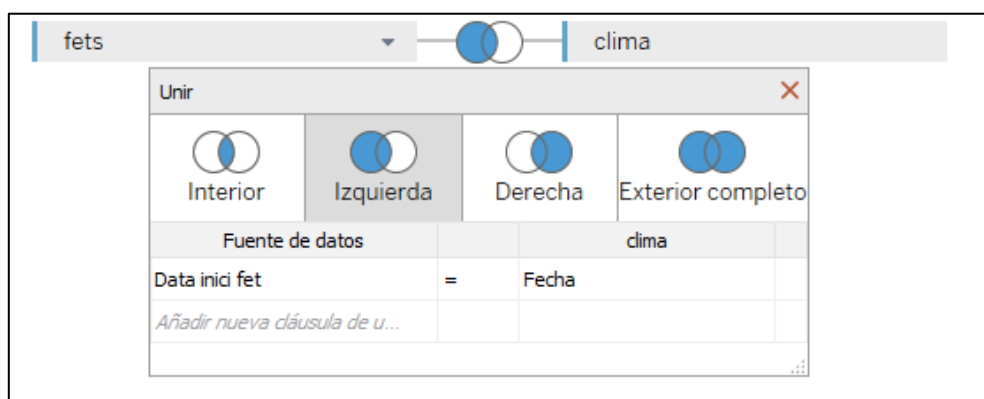 fets clima
Unir
Interior Izquierda Derecha Exterior completo
Fuente de datos clima
Data inici fet = Fecha
Añadir nueva cláusula de u...